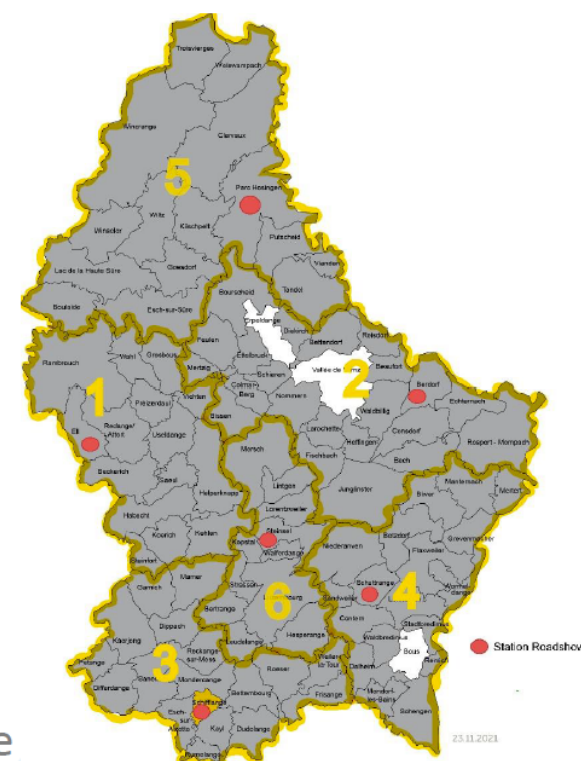 Troisvierges
Weiswampach
Wincrange
Clervaux
5
Parc Hosingen
Wiltz
Kiischpelt
Winseler
Putscheid
Goesdorf
Vianden
Lac de la Haute Sûre
Tandel
Bourscheid
Boulaide
Esch-sur-Sûre
Erpeldange
Diekirch
Reisdorf
Bettendorf
Feulen
Wahl
Grosbous
Ettelbruck
Rambrouch
Mertzig
Vallée de l'Ernz
2
Beaufort
Schieren
1
Colmar-
Berg
Nommern
Berdorf
Echternach
Préizerdaul
Vichten
Waldbillig
Bissen
Ell
Redange/
Attert
Useldange
Larochette
Consdorf
Heffingen
Rosport - Mompach
Mersch
Fischbach
Bech
Beckerich
Saeul
Lintgen
Junglinster
Manternach
Helperknapp
Biwer
Mertert
Lorentzweiler
Habscht
Steinsel
Betzdorf
Grevenmacher
Koerich
Kehlen
Kopstal
Walferdange
Niederanven
Flaxweiler
Steinfort
Mamer
Strassen
Schuttrange
4
Garnich
Bertrange
6
Sandweiler
Contern
Stadtbredimus
Dippach
Hesperange
Leudelange
Waldbredimus
Käerjeng
3
Reckange-
sur-Mess
Bous
Station Roadshow
Weiler-
la-Tour
Dalheim
Remich
Petange
Mondercange
Roeser
Differdange
Sanem
Bettembourg
Frisange
Mondorf-
les-Bains
Schifflange
Esch-
sur-
Alzette
Kayl
Dudelange
Schengen
Rumelange
23.11.2021
e